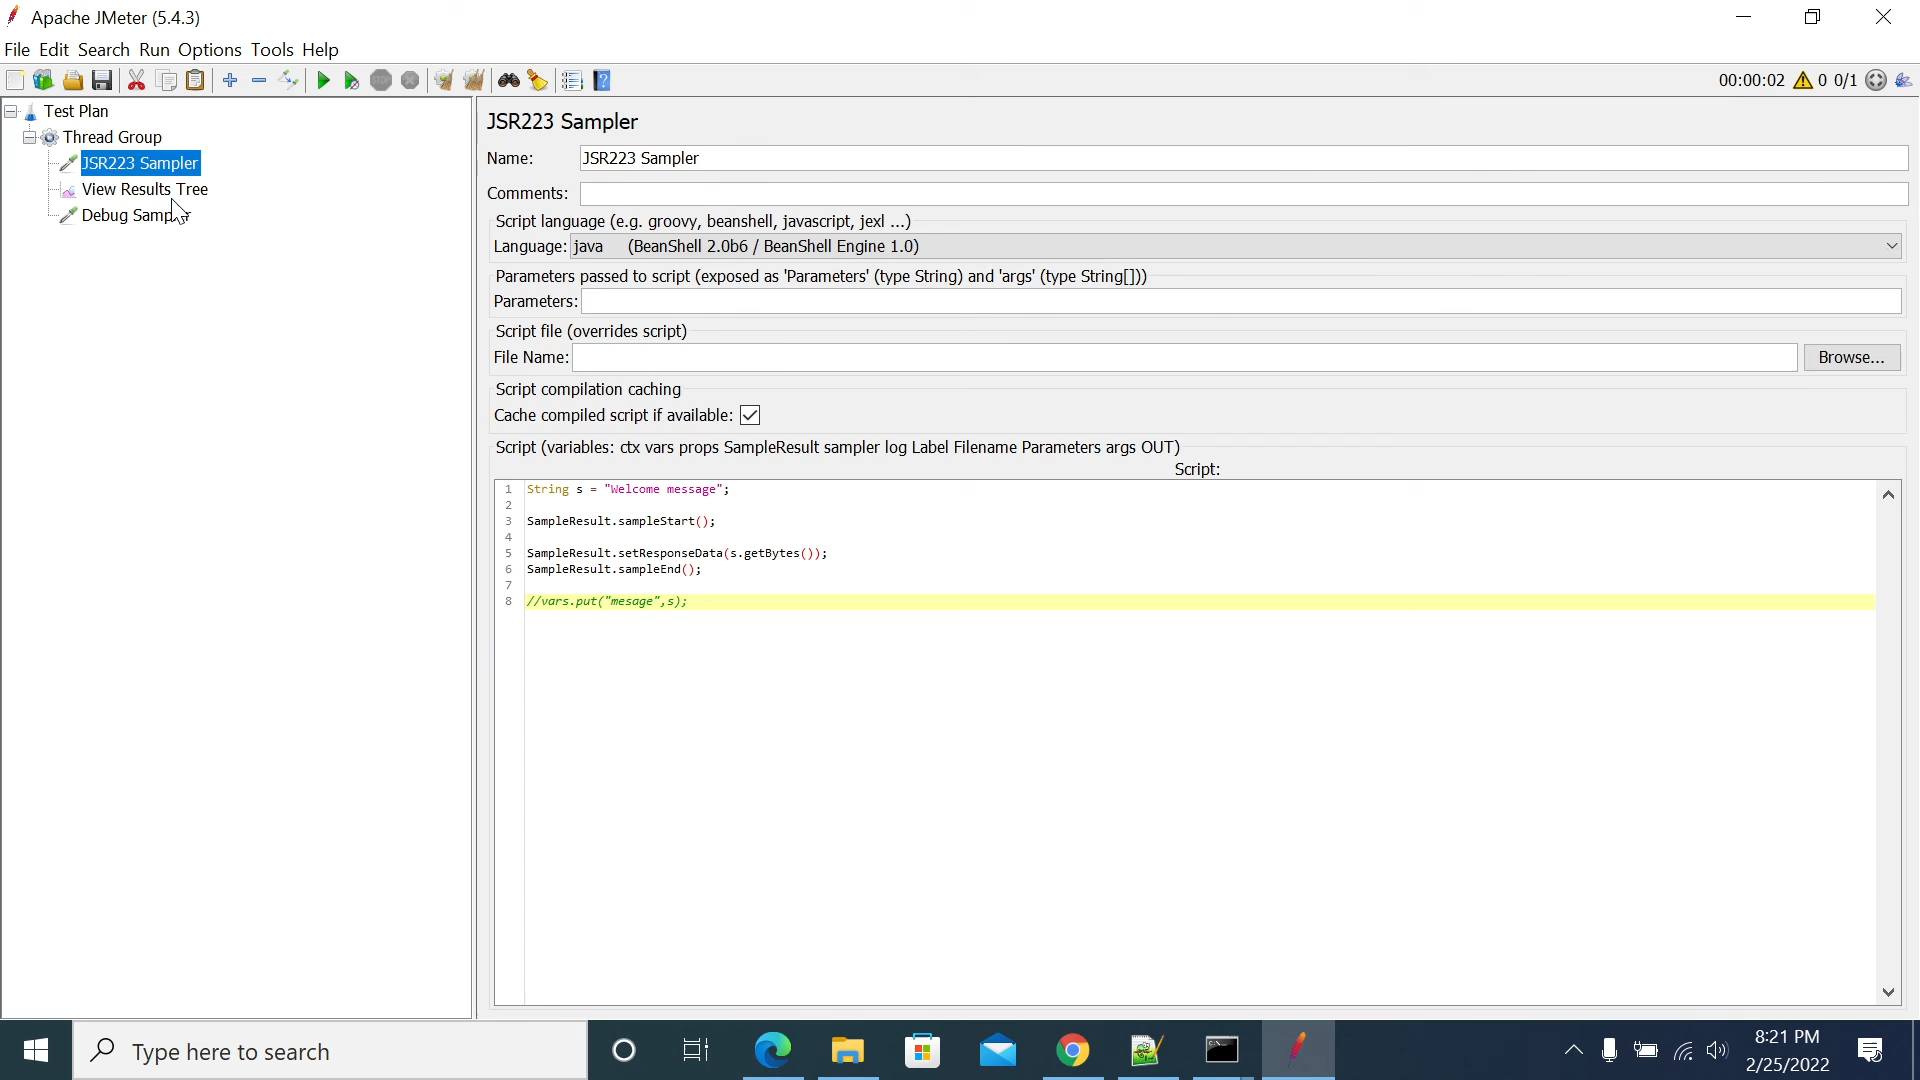 Apache JMeter (5.4.3)
File Edit Search Run Options Tools Help
00:00:02 0 0/1
Test Plan
Thread Group
JSR223 Sampler
View Results Tree
Debug Sampler
JSR223 Sampler
Name: JSR223 Sampler
Comments:
Script language (e.g. groovy, beanshell, javascript, jexl ...)
Language: java (BeanShell 2.0b6 / BeanShell Engine 1.0)
Parameters passed to script (exposed as 'Parameters' (type String) and 'args' (type String[]))
Parameters:
Script file (overrides script)
File Name: Browse...
Script compilation caching
Cache compiled script if available:
Script (variables: ctx vars props SampleResult sampler log Label Filename Parameters args OUT)
Script:
1 String s = "Welcome message";
2
3 SampleResult.sampleStart();
4
5 SampleResult.setResponseData(s.getBytes());
6 SampleResult.sampleEnd();
7
8 //vars.put("mesage",s);
Type here to search
8:21 PM
2/25/2022